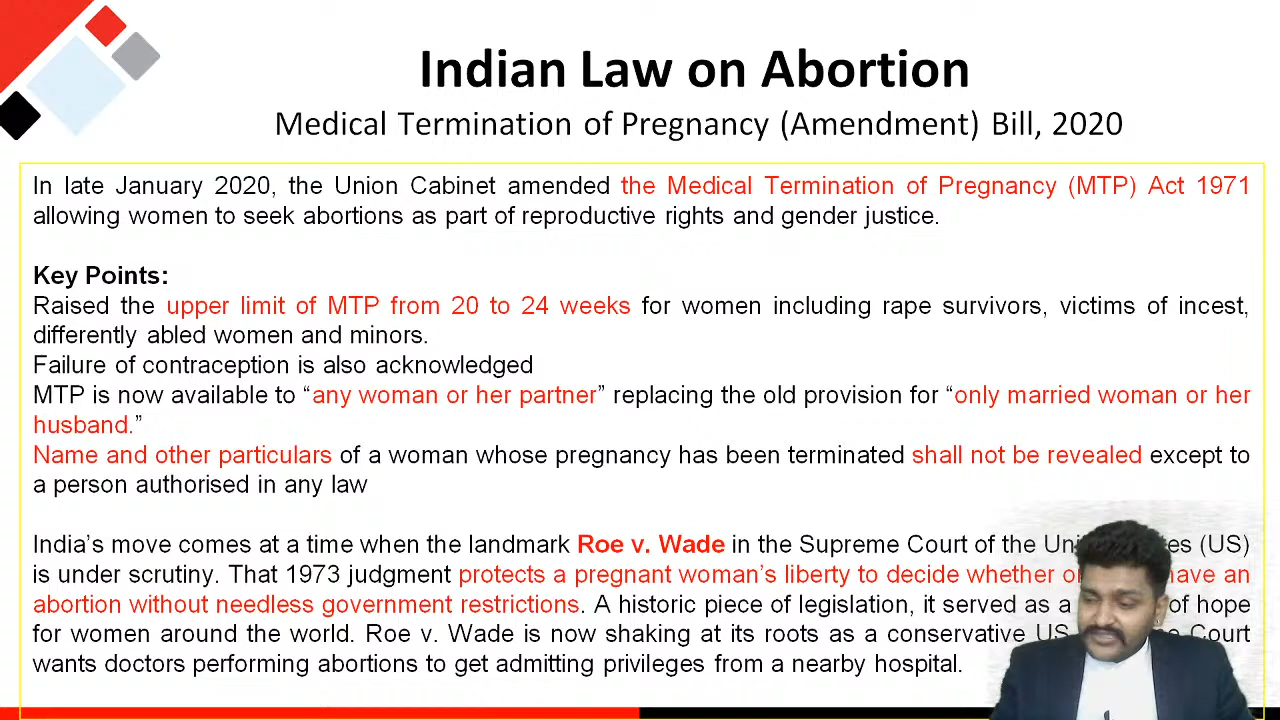 Indian Law on Abortion
Medical Termination of Pregnancy (Amendment) Bill, 2020
In late January 2020, the Union Cabinet amended the Medical Termination of Pregnancy (MTP) Act 1971
allowing women to seek abortions as part of reproductive rights and gender justice.
Key Points:
Raised the upper limit of MTP from 20 to 24 weeks for women including rape survivors, victims of incest,
differently abled women and minors.
Failure of contraception is also acknowledged
MTP is now available to “any woman or her partner” replacing the old provision for “only married woman or her
husband.”
Name and other particulars of a woman whose pregnancy has been terminated shall not be revealed except to
a person authorised in any law
India’s move comes at a time when the landmark Roe v. Wade in the Supreme Court of the (US)
is under scrutiny. That 1973 judgment protects a pregnant woman’s liberty to decide whether have an
abortion without needless government restrictions. A historic piece of legislation, it served as a of hope
for women around the world. Roe v. Wade is now shaking at its roots as a conservative US Court
wants doctors performing abortions to get admitting privileges from a nearby hospital.